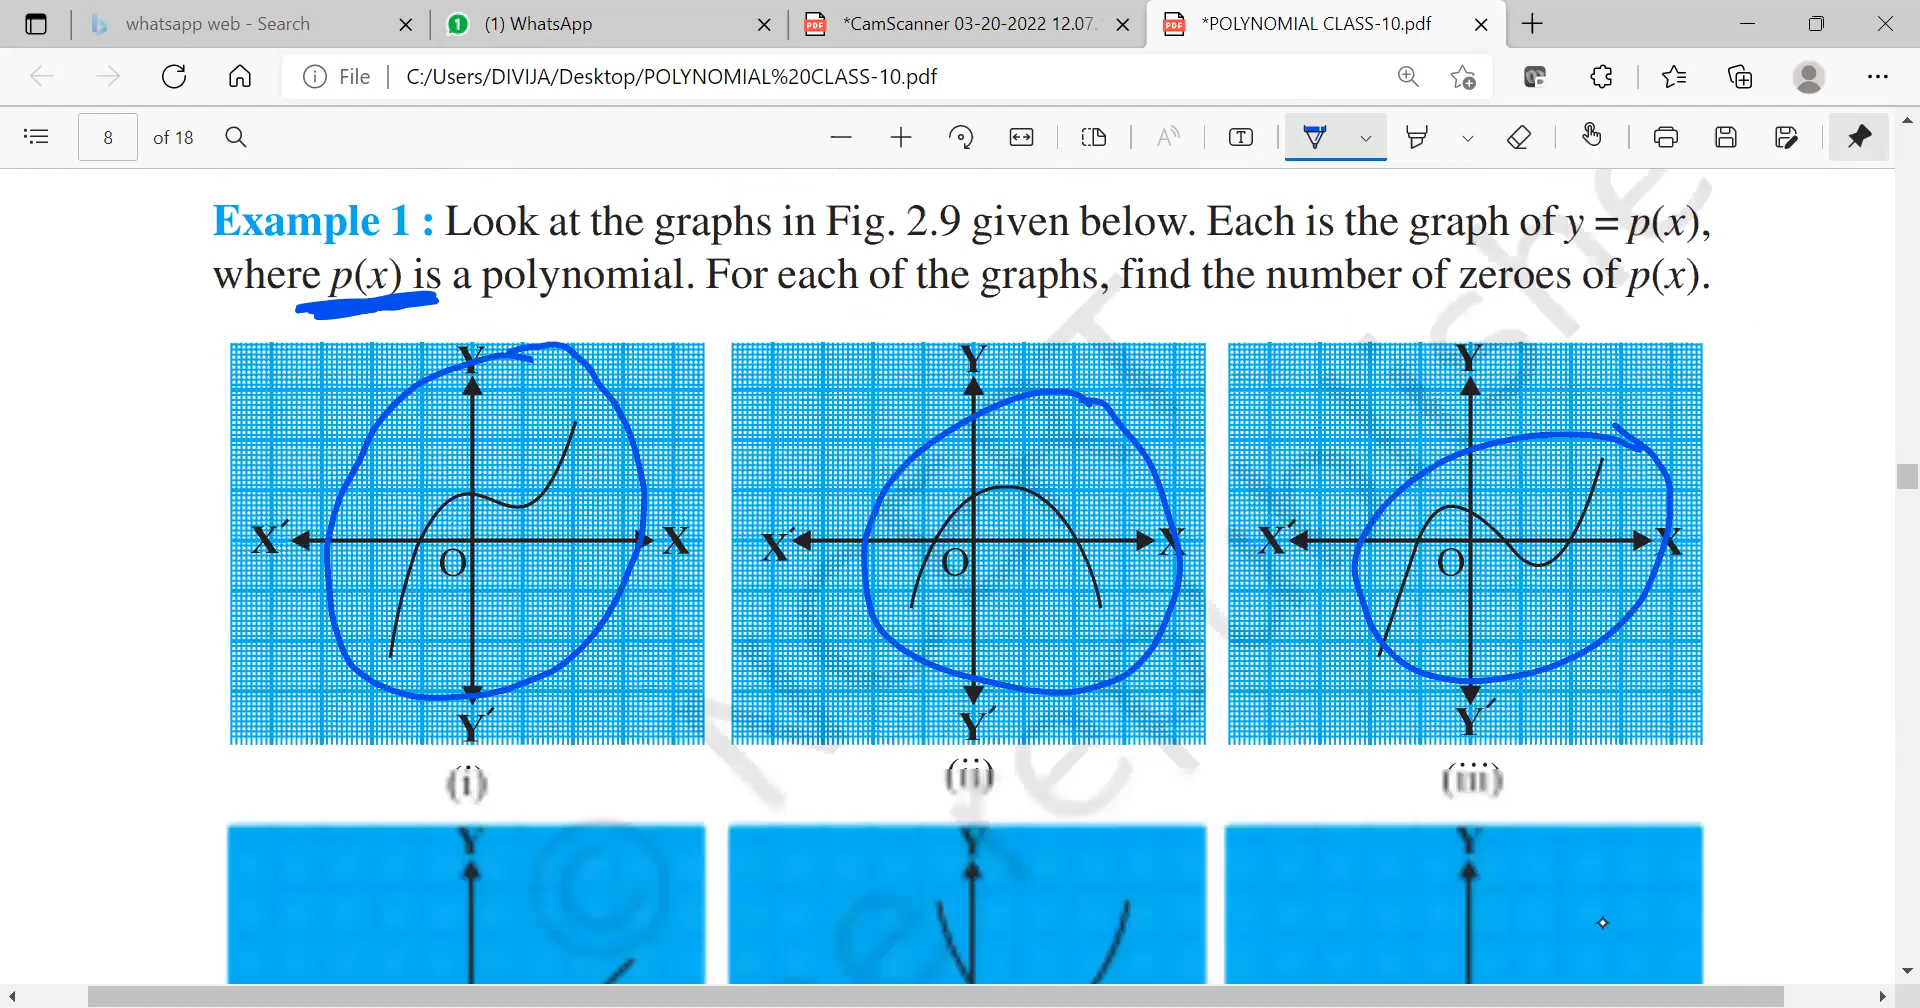 whatsapp web - Search
(1) WhatsApp
*CamScanner 03-20-2022 12.07.
*POLYNOMIAL CLASS-10.pdf
File
C:/Users/DIVIJA/Desktop/POLYNOMIAL%20CLASS-10.pdf
8 of 18
Example 1 : Look at the graphs in Fig. 2.9 given below. Each is the graph of y = p(x),
where p(x) is a polynomial. For each of the graphs, find the number of zeroes of p(x).
Y Y Y
X′ O X X′ O X X′ O X
Y′ Y′ Y′
(i) (ii) (iii)
Y Y Y